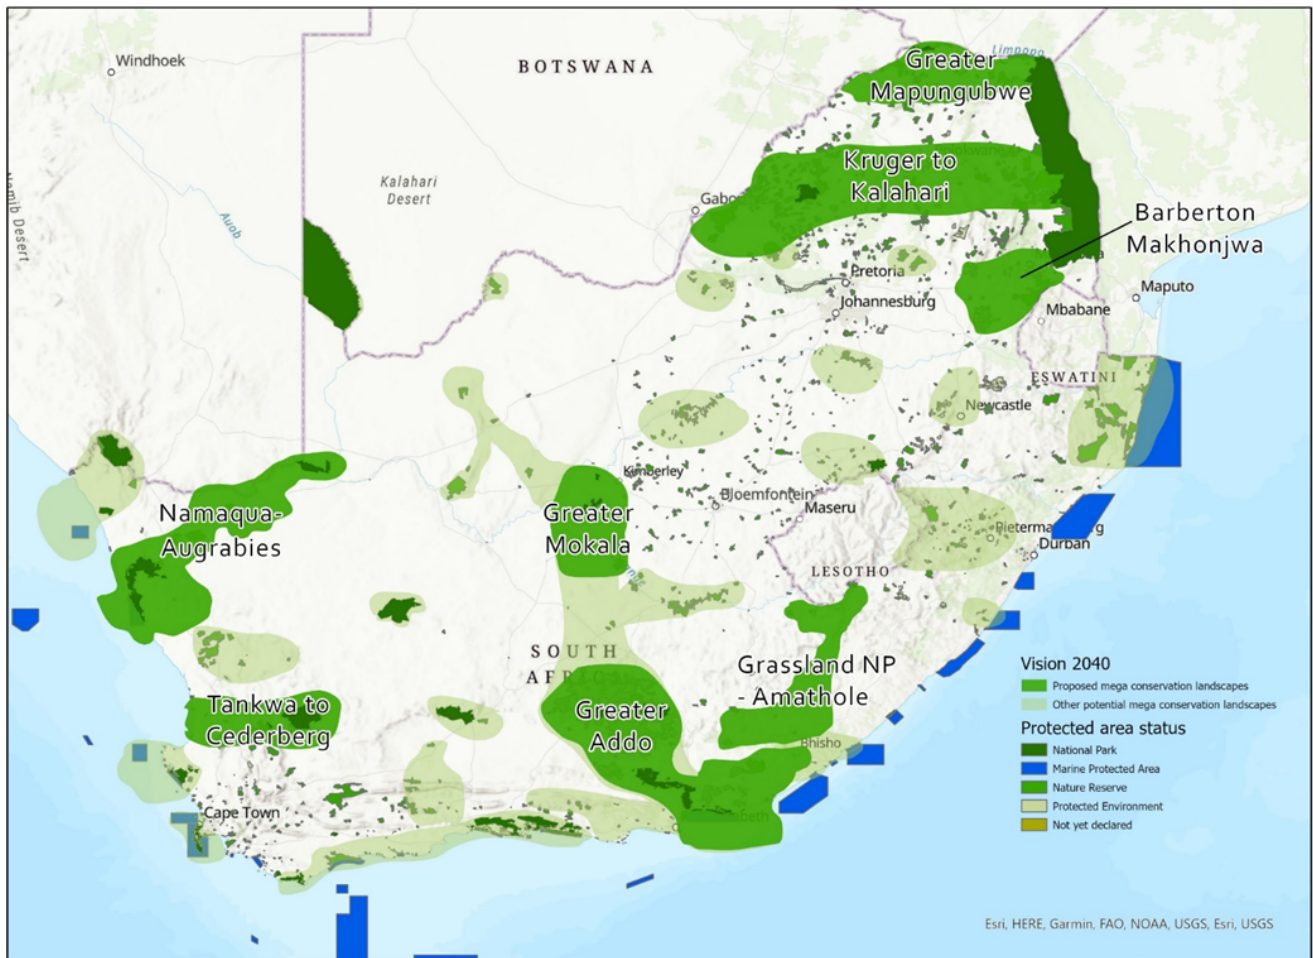 Windhoek
BOTSWANA
Limpopo
Greater
Mapungubwe
Kruger to
Kalahari
Kalahari
Desert
Namib Desert
Auob
Barberton
Makhonjwa
Pretoria
Johannesburg
Maputo
Mbabane
ESWATINI
Newcastle
Kimberley
Bloemfontein
Maseru
Durban
LESOTHO
Namaqua-
Augrabies
Greater
Mokala
SOUTH
Grassland NP
- Amathole
Tankwa to
Cederberg
Greater
Addo
Bhisho
Cape Town
Vision 2040
Proposed mega conservation landscapes
Other potential mega conservation landscapes
Protected area status
National Park
Marine Protected Area
Nature Reserve
Protected Environment
Not yet declared
Esri, HERE, Garmin, FAO, NOAA, USGS, Esri, USGS